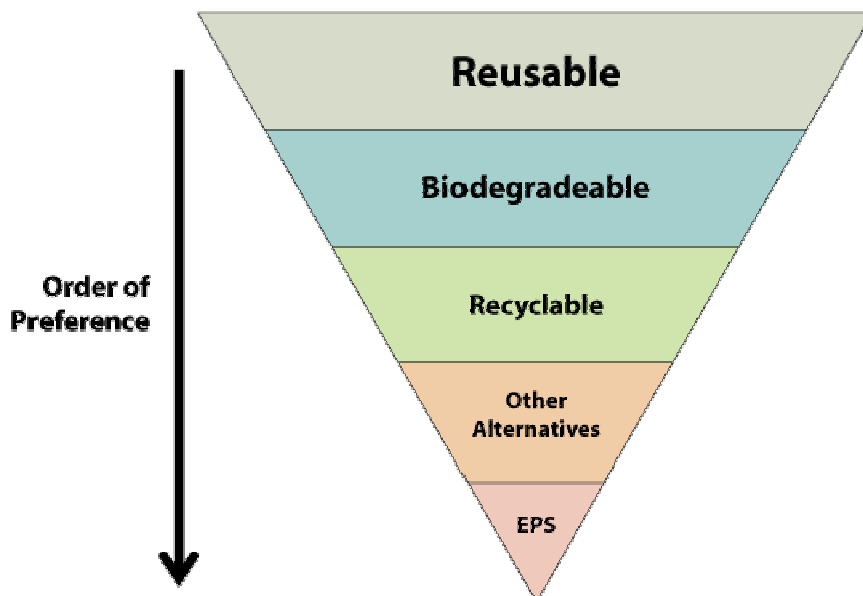 Reusable
Biodegradeable
Order of
Preference
Recyclable
Other
Alternatives
EPS